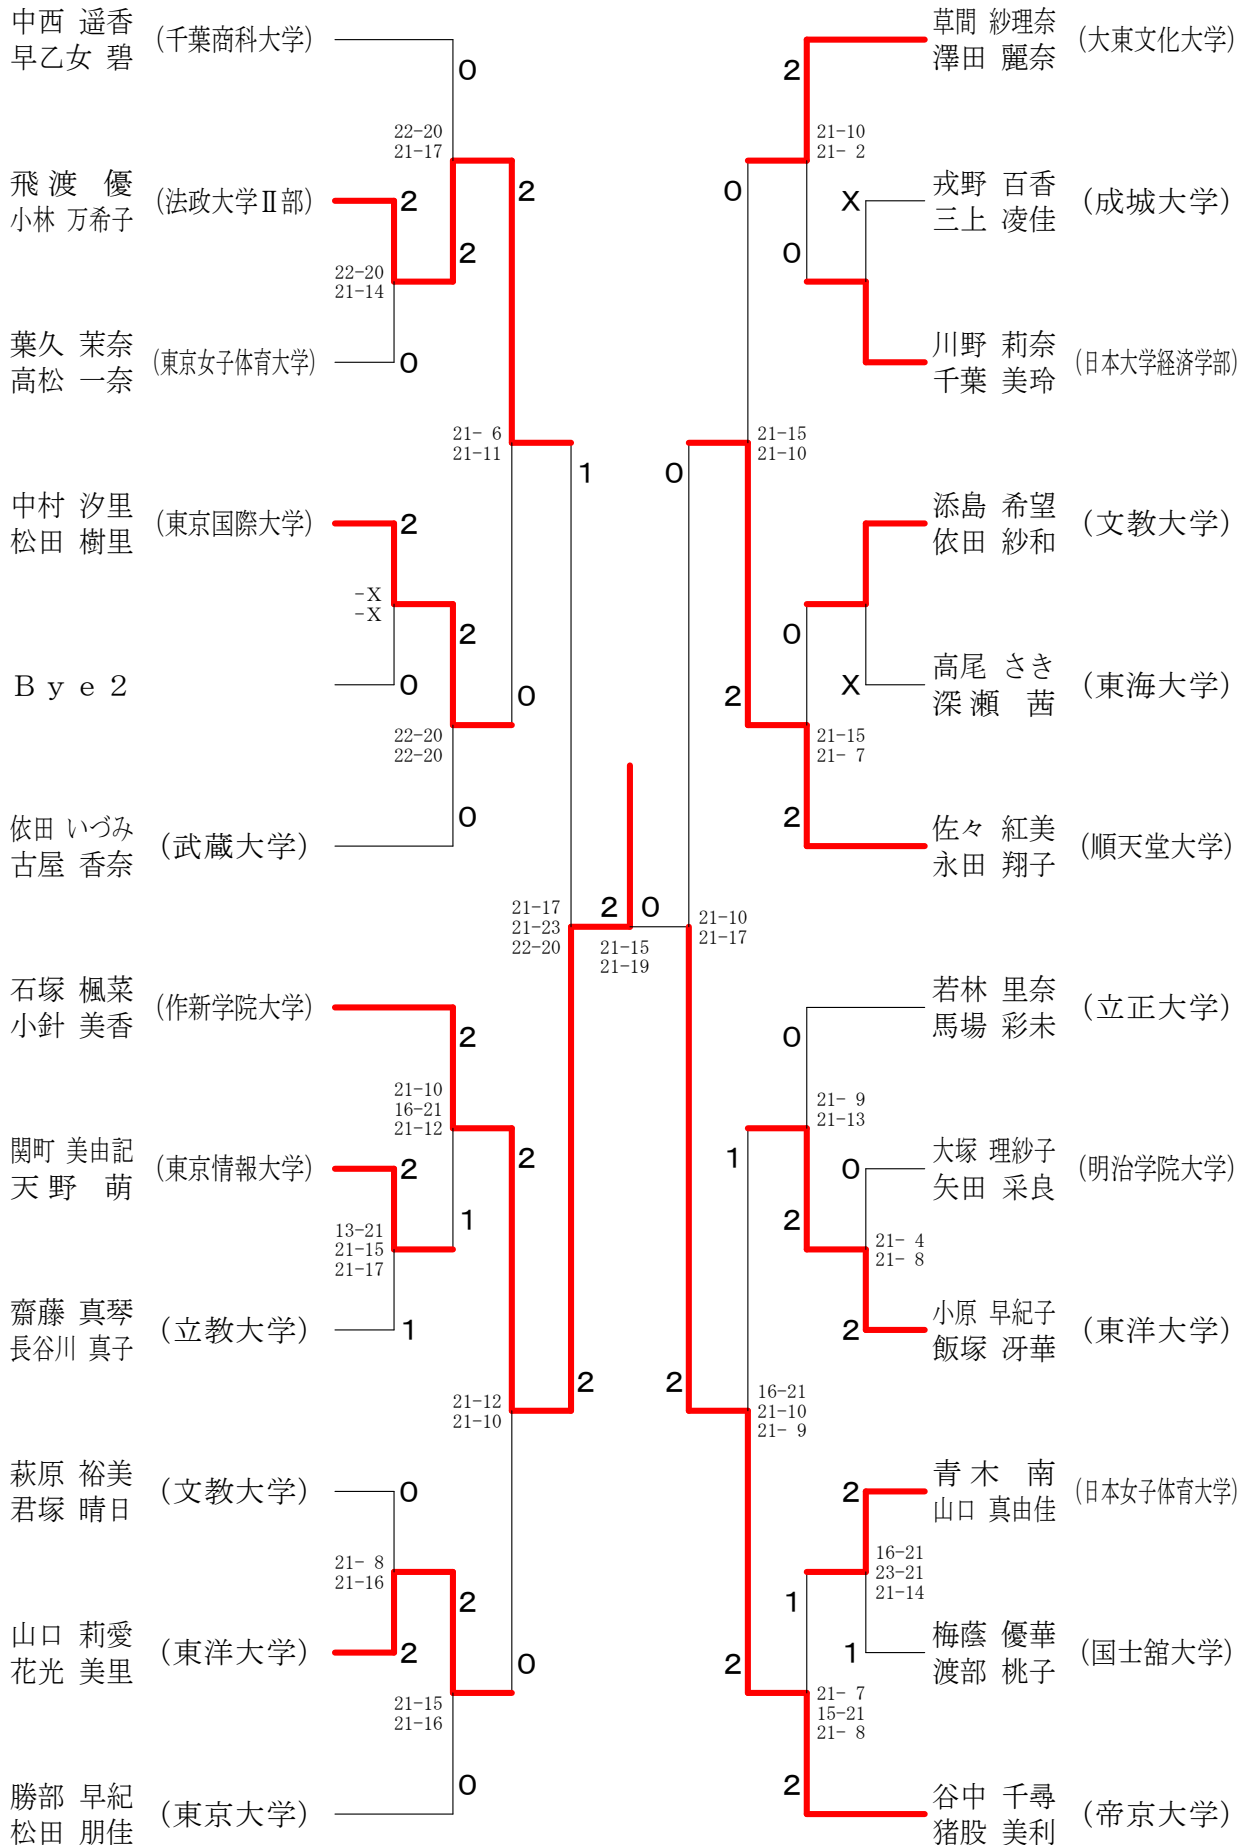 中西 遥香
早乙女 碧
(千葉商科大学)
0
22-20
21-17
飛渡 優
小林 万希子
(法政大学Ⅱ部)
2
2
2
22-20
21-14
葉久 茉奈
高松 一奈
(東京女子体育大学)
0
21- 6
21-11
1
中村 汐里
松田 樹里
(東京国際大学)
2
-X
-X
2
Bye2
0
0
22-20
22-20
依田 いづみ
古屋 香奈
(武蔵大学)
0
21-17
21-23
22-20
2
0
21-15
21-19
石塚 楓菜
小針 美香
(作新学院大学)
2
21-10
16-21
21-12
関町 美由記
天野 萌
(東京情報大学)
2
2
1
13-21
21-15
21-17
齋藤 真琴
長谷川 真子
(立教大学)
1
2
21-12
21-10
萩原 裕美
君塚 晴日
(文教大学)
0
21- 8
21-16
2
山口 莉愛
花光 美里
(東洋大学)
2
0
21-15
21-16
勝部 早紀
松田 朋佳
(東京大学)
0
草間 紗理奈
澤田 麗奈
(大東文化大学)
2
21-10
21- 2
0
戎野 百香
三上 凌佳
(成城大学)
X
0
川野 莉奈
千葉 美玲
(日本大学経済学部)
21-15
21-10
0
添島 希望
依田 紗和
(文教大学)
0
高尾 さき
深瀬 茜
(東海大学)
X
2
21-15
21- 7
佐々 紅美
永田 翔子
(順天堂大学)
2
21-10
21-17
若林 里奈
馬場 彩未
(立正大学)
0
21- 9
21-13
大塚 理紗子
矢田 采良
(明治学院大学)
0
1
2
21- 4
21- 8
小原 早紀子
飯塚 冴華
(東洋大学)
2
2
16-21
21-10
21- 9
青木 南
山口 真由佳
(日本女子体育大学)
2
16-21
23-21
21-14
1
梅蔭 優華
渡部 桃子
(国士舘大学)
1
2
21- 7
15-21
21- 8
谷中 千尋
猪股 美利
(帝京大学)
2